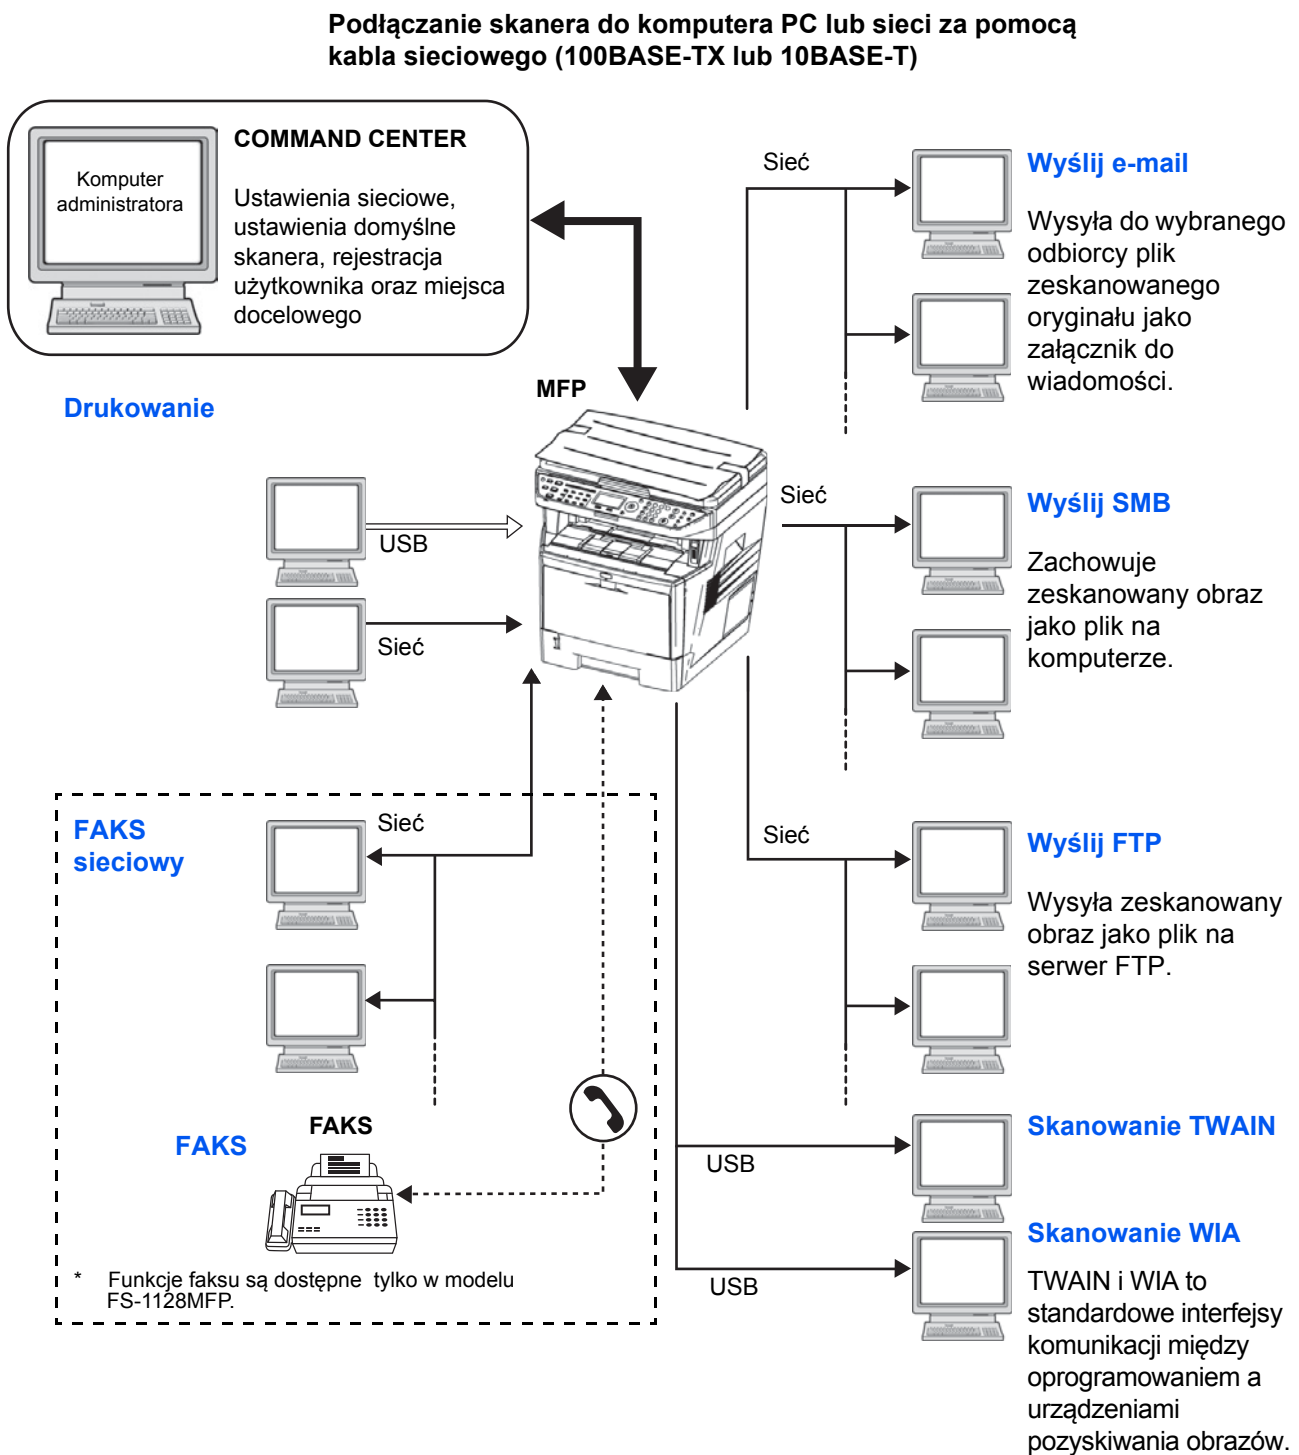 Podłączanie skanera do komputera PC lub sieci za pomocą
kabla sieciowego (100BASE-TX lub 10BASE-T)
Komputer
administratora
COMMAND CENTER
Ustawienia sieciowe,
ustawienia domyślne
skanera, rejestracja
użytkownika oraz miejsca
docelowego
Sieć
Wyślij e-mail
Wysyła do wybranego
odbiorcy plik
zeskanowanego
oryginału jako
załącznik do
wiadomości.
MFP
Drukowanie
USB
Sieć
Sieć
Wyślij SMB
Zachowuje
zeskanowany obraz
jako plik na
komputerze.
FAKS
sieciowy
Sieć
Sieć
Wyślij FTP
Wysyła zeskanowany
obraz jako plik na
serwer FTP.
FAKS
FAKS
* Funkcje faksu są dostępne tylko w modelu
FS-1128MFP.
USB
Skanowanie TWAIN
USB
Skanowanie WIA
TWAIN i WIA to
standardowe interfejsy
komunikacji między
oprogramowaniem a
urządzeniami
pozyskiwania obrazów.